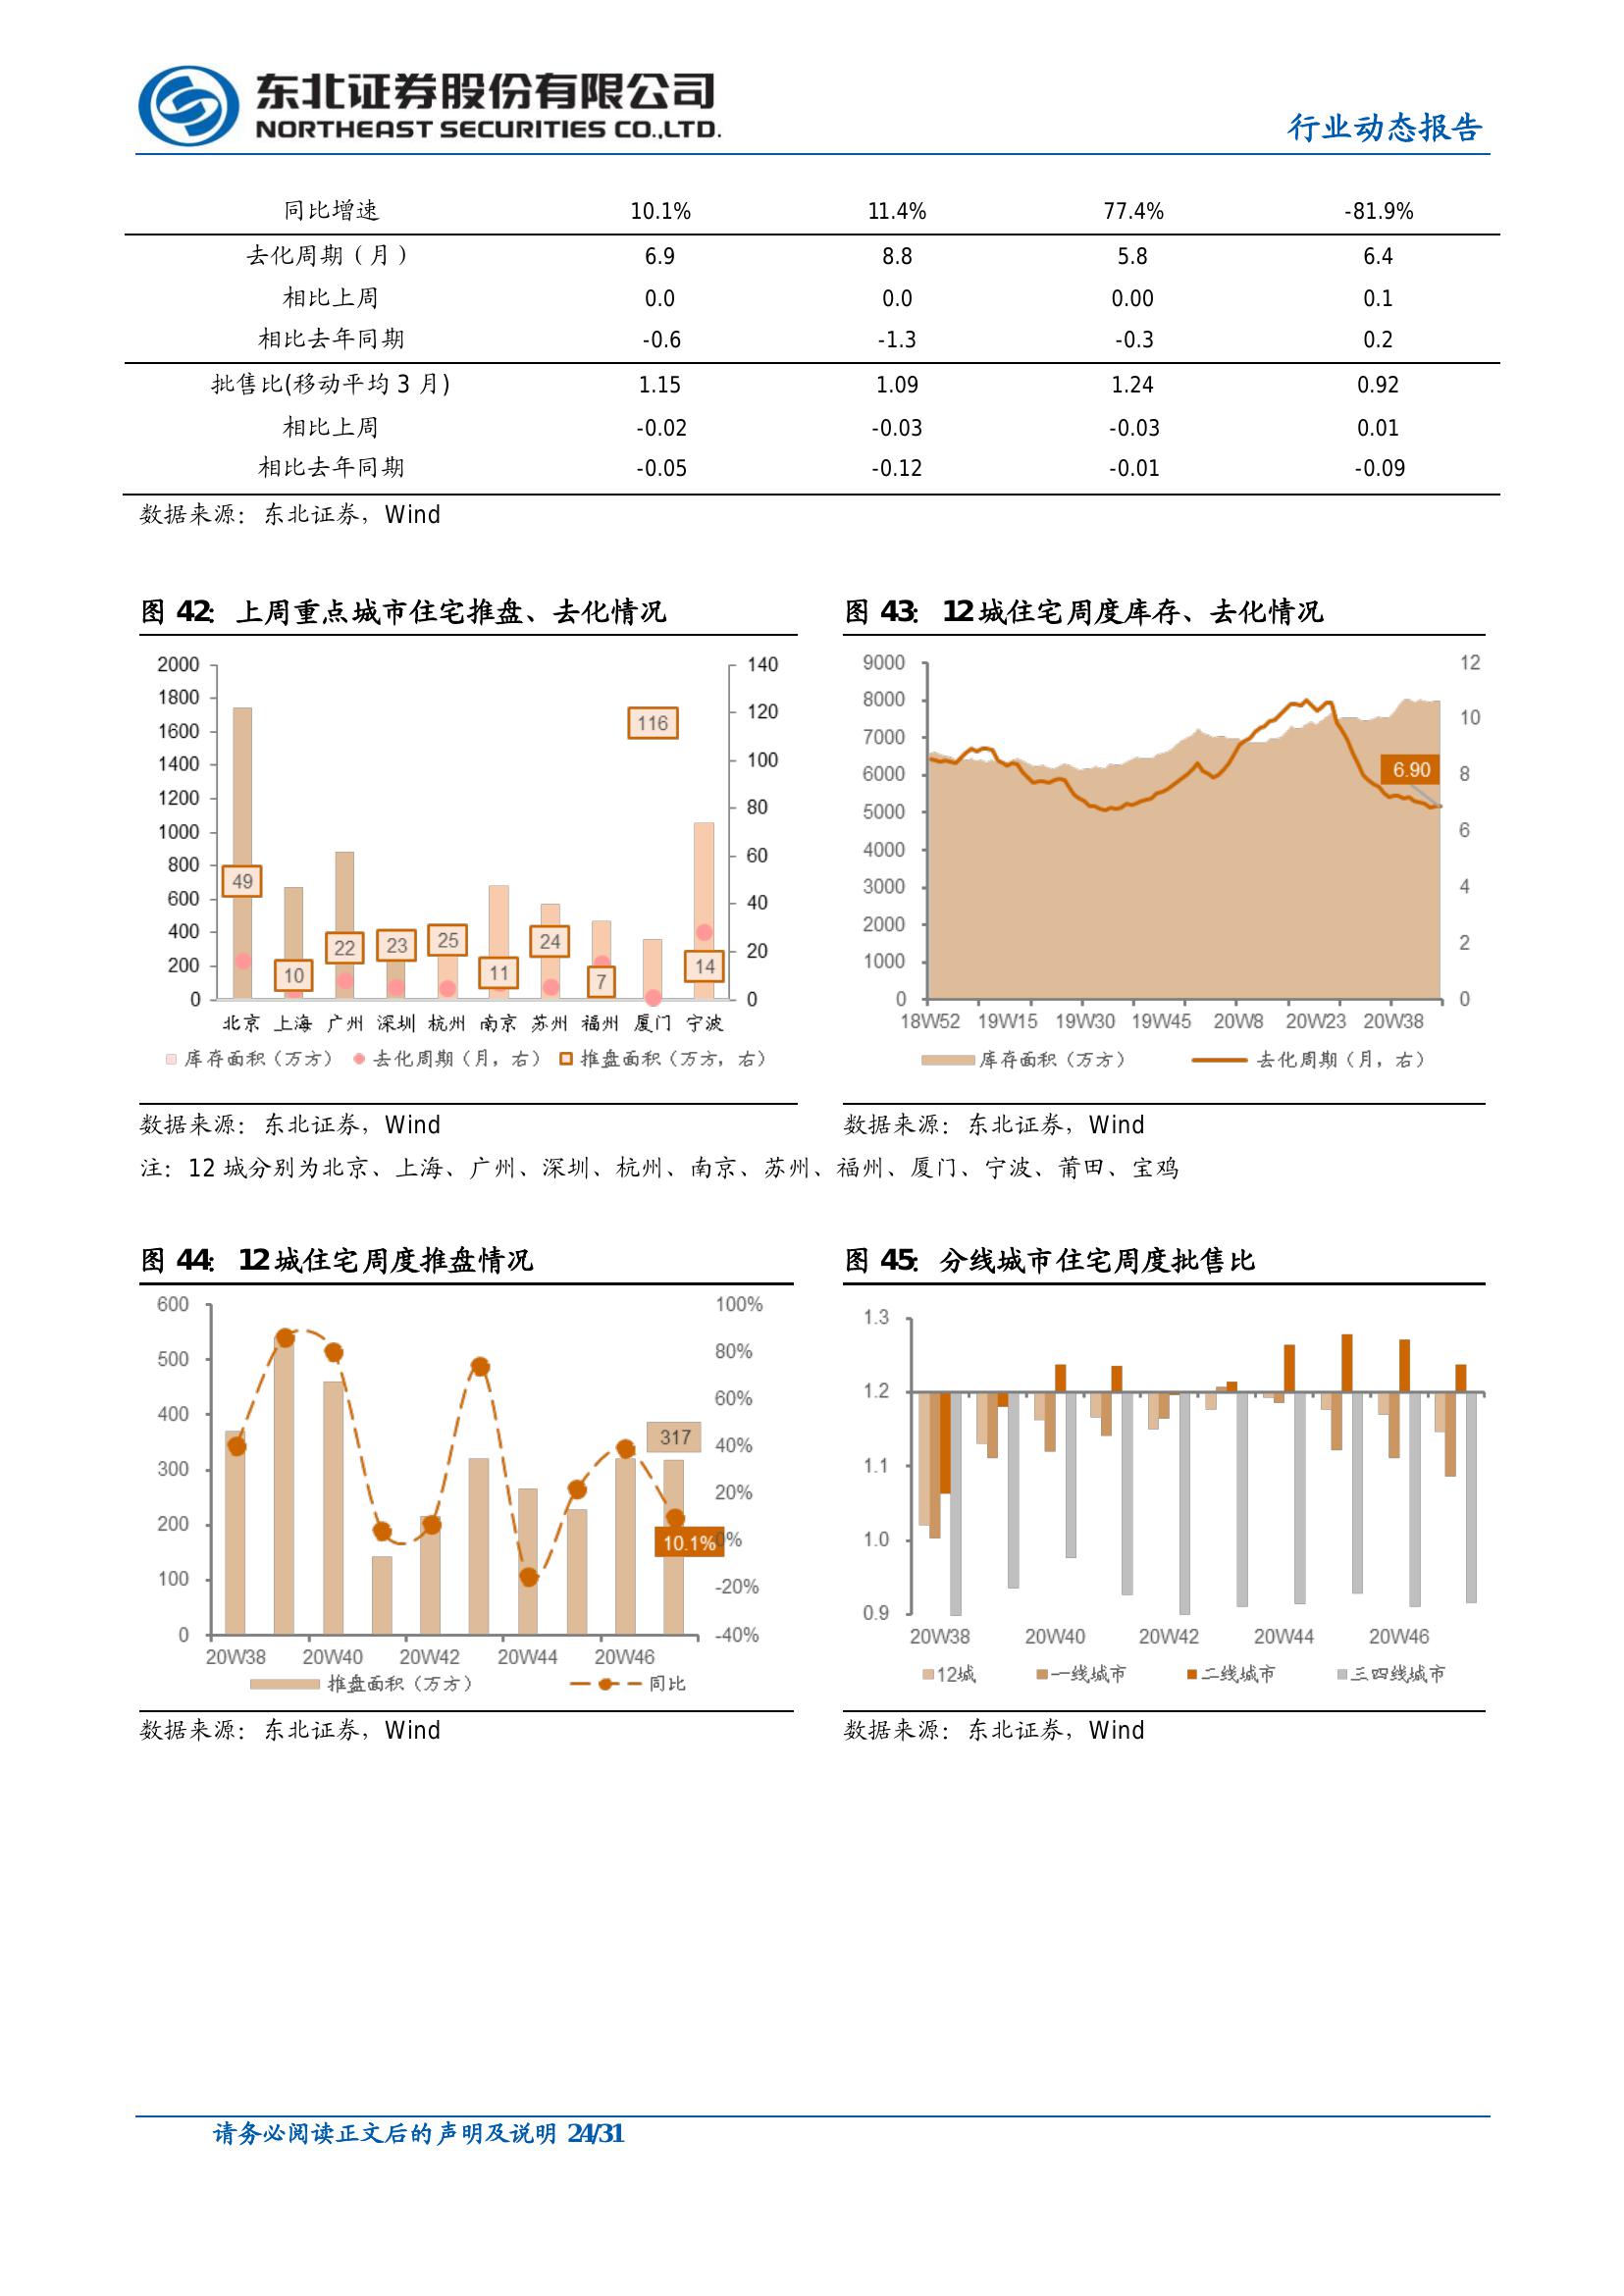 东北证券股份有限公司
NORTHEAST SECURITIES CO.,LTD.
行业动态报告
同比增速 10.1% 11.4% 77.4% -81.9%
去化周期（月） 6.9 8.8 5.8 6.4
相比上周 0.0 0.0 0.00 0.1
相比去年同期 -0.6 -1.3 -0.3 0.2
批售比(移动平均 3 月) 1.15 1.09 1.24 0.92
相比上周 -0.02 -0.03 -0.03 0.01
相比去年同期 -0.05 -0.12 -0.01 -0.09
数据来源：东北证券，Wind
图 42：上周重点城市住宅推盘、去化情况
2000 1800 1600 1400 1200 1000 800 600 400 200 0
140 120 100 80 60 40 20 0
49 10 22 23 25 11 24 7 116 14
北京 上海 广州 深圳 杭州 南京 苏州 福州 厦门 宁波
库存面积（万方） 去化周期（月，右） 推盘面积（万方，右）
数据来源：东北证券，Wind
图 43：12 城住宅周度库存、去化情况
9000 8000 7000 6000 5000 4000 3000 2000 1000 0
12 10 8 6 4 2 0
6.90
18W52 19W15 19W30 19W45 20W8 20W23 20W38
库存面积（万方） 去化周期（月，右）
数据来源：东北证券，Wind
注：12 城分别为北京、上海、广州、深圳、杭州、南京、苏州、福州、厦门、宁波、莆田、宝鸡
图 44：12 城住宅周度推盘情况
600 500 400 300 200 100 0
100% 80% 60% 40% 20% 0% -20% -40%
317
10.1%
20W38 20W40 20W42 20W44 20W46
推盘面积（万方） 同比
数据来源：东北证券，Wind
图 45：分线城市住宅周度批售比
1.3 1.2 1.1 1.0 0.9
20W38 20W40 20W42 20W44 20W46
12城 一线城市 二线城市 三四线城市
数据来源：东北证券，Wind
请务必阅读正文后的声明及说明 24/31